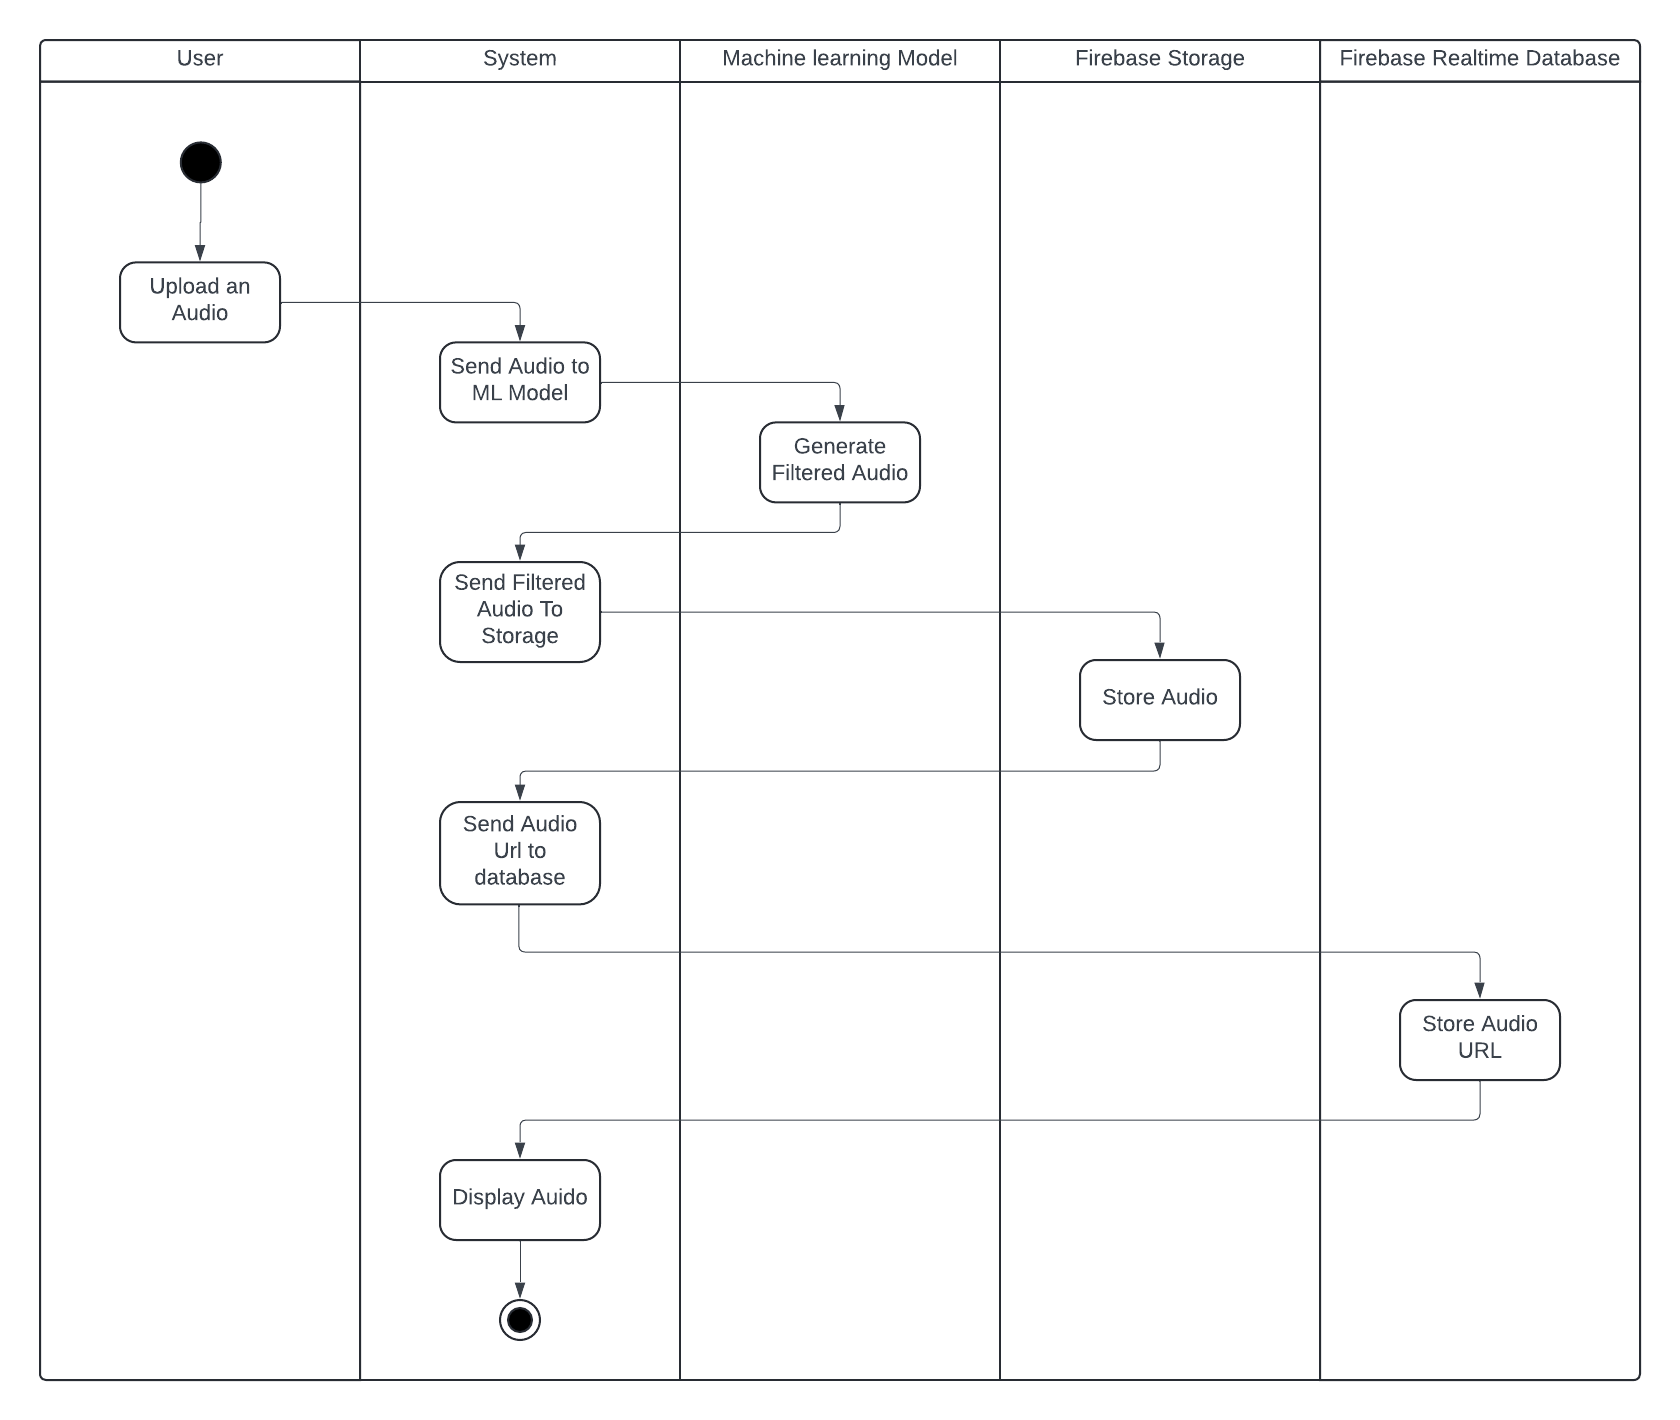 User
System
Machine learning Model
Firebase Storage
Firebase Realtime Database
Upload an
Audio
Send Audio to
ML Model
Generate
Filtered Audio
Send Filtered
Audio To
Storage
Store Audio
Send Audio
Url to
database
Store Audio
URL
Display Auido